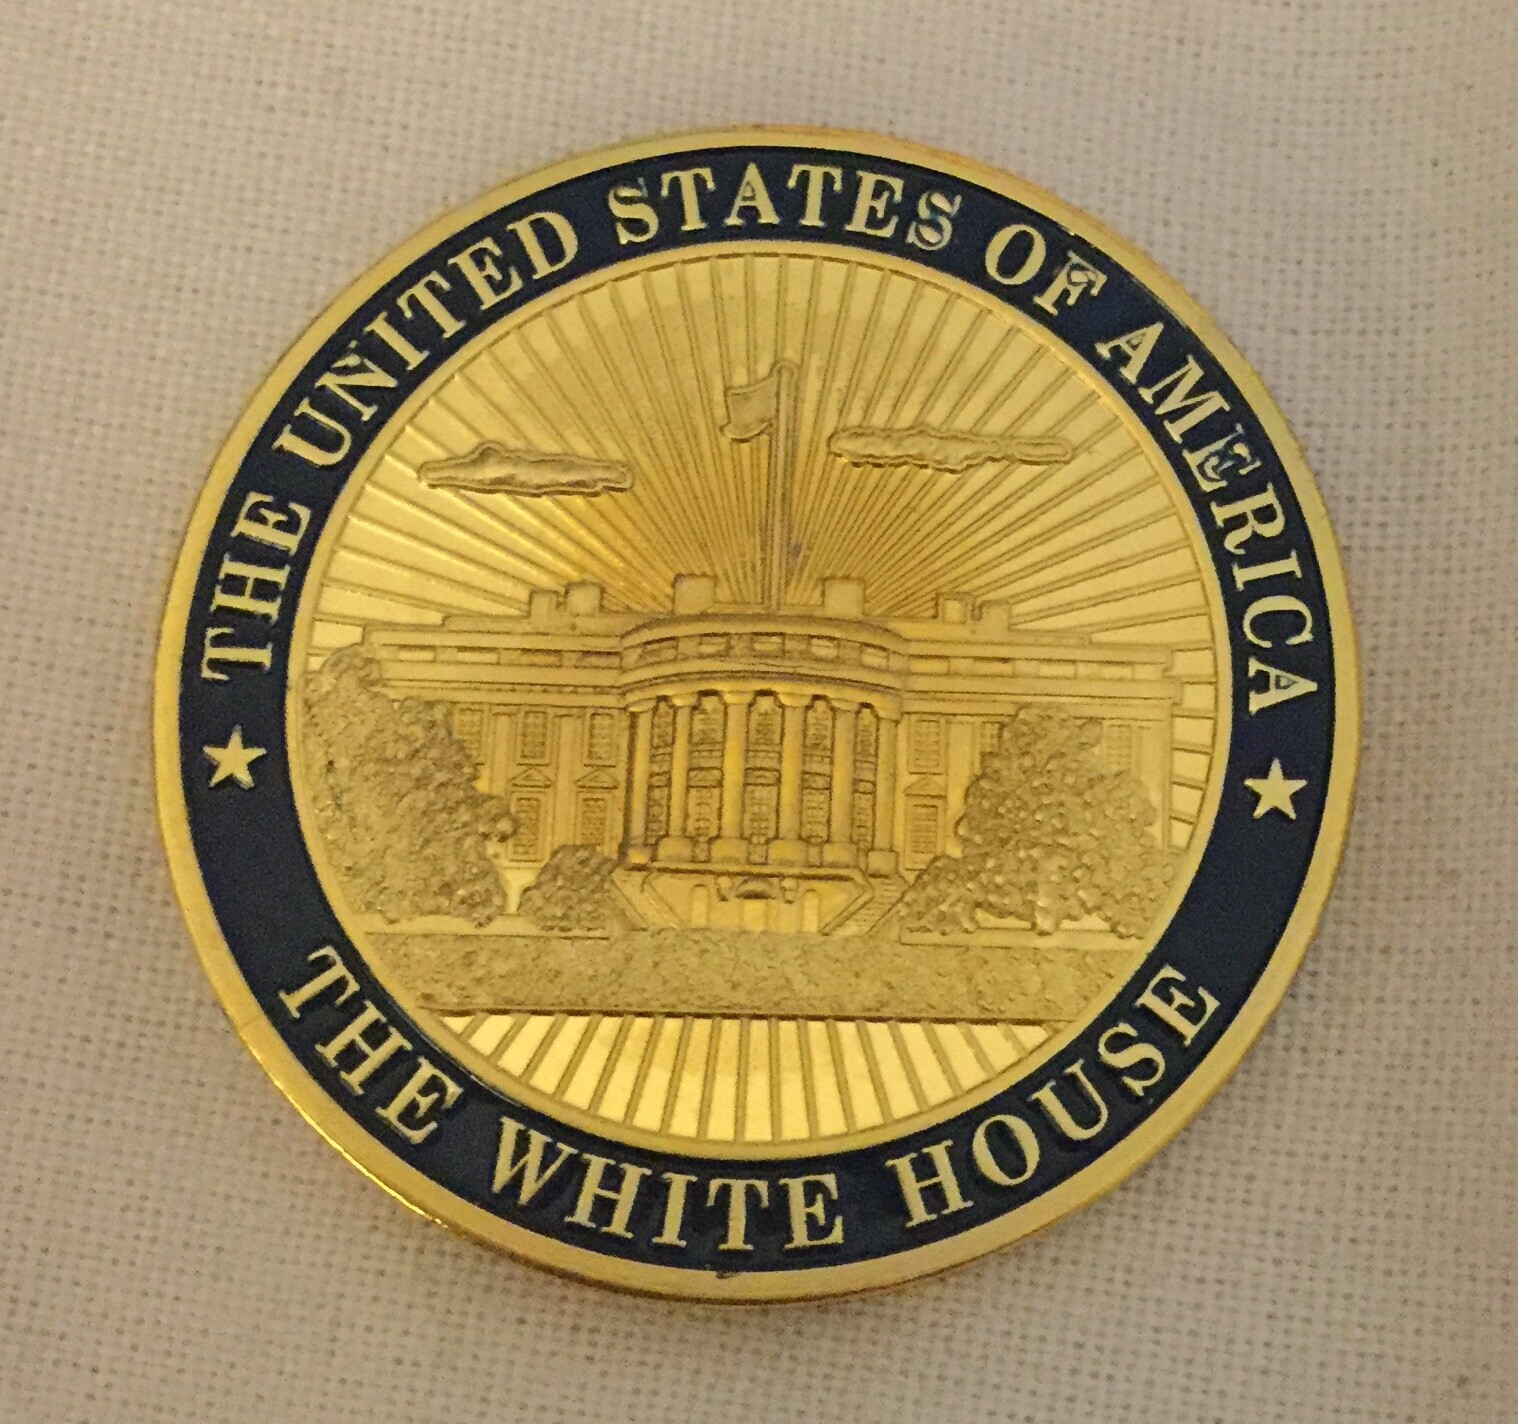 THE UNITED STATES OF AMERICA
THE WHITE HOUSE